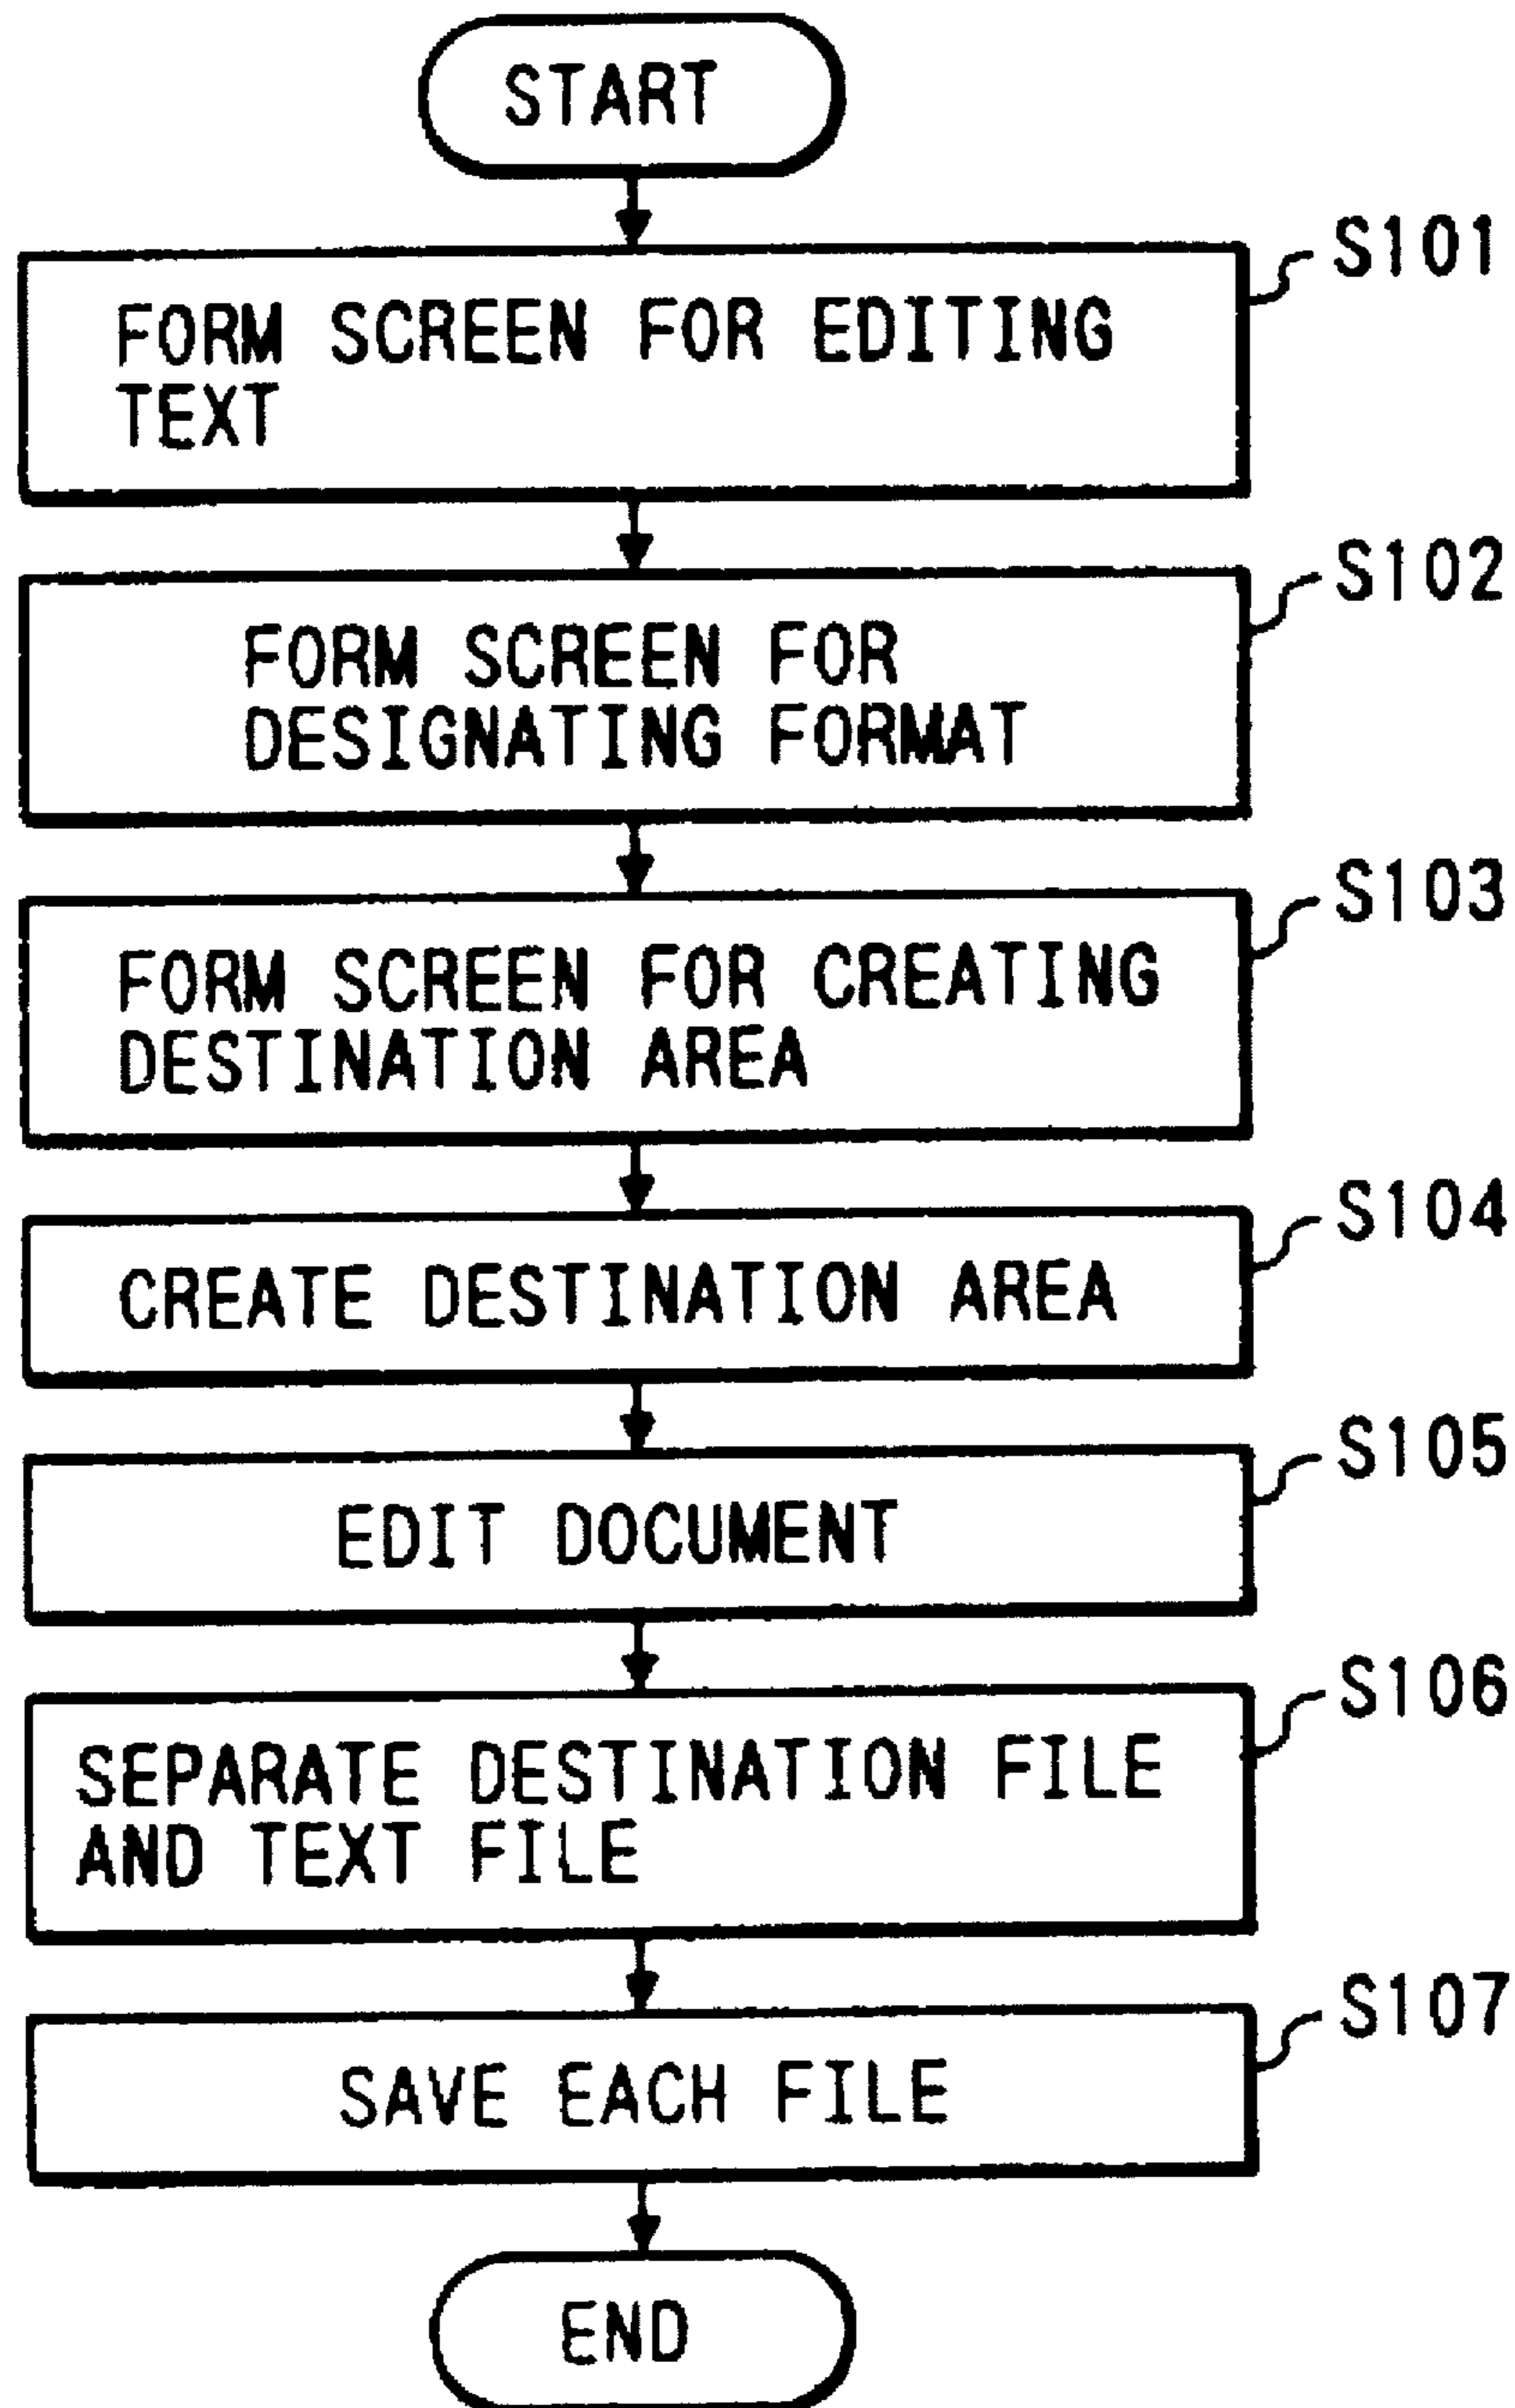 START
S101
FORM SCREEN FOR EDITING
TEXT
S102
FORM SCREEN FOR
DESIGNATING FORMAT
S103
FORM SCREEN FOR CREATING
DESTINATION AREA
S104
CREATE DESTINATION AREA
S105
EDIT DOCUMENT
S106
SEPARATE DESTINATION FILE
AND TEXT FILE
S107
SAVE EACH FILE
END